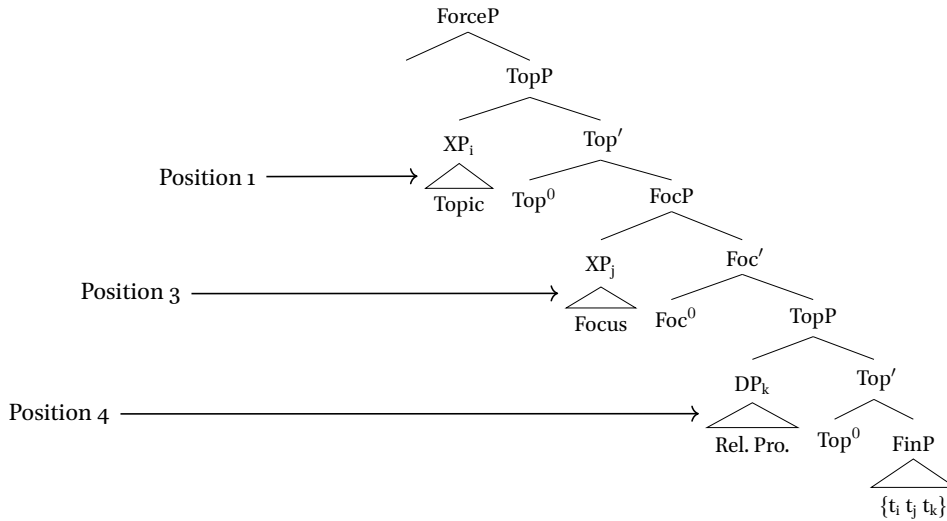 ForceP
TopP
XPᵢ Top′
Position 1 Topic Top⁰ FocP
XPⱼ Foc′
Position 3 Focus Foc⁰ TopP
DPₖ Top′
Position 4 Rel. Pro. Top⁰ FinP
{tᵢ tⱼ tₖ}